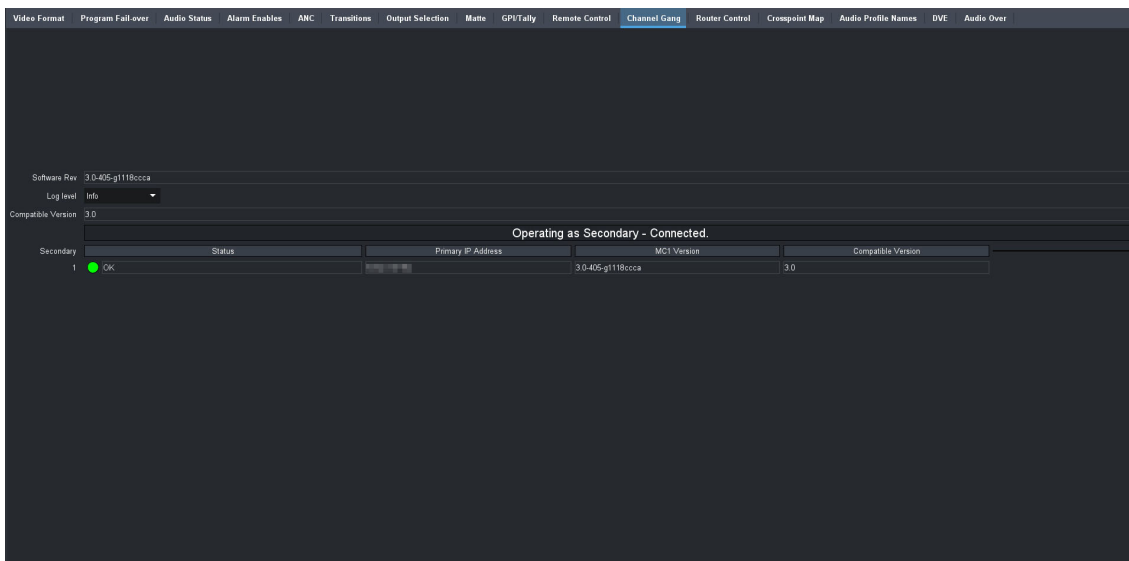 Video Format Program Fail-over Audio Status Alarm Enables ANC Transitions Output Selection Matte GPI/Tally Remote Control Channel Gang Router Control Crosspoint Map Audio Profile Names DVE Audio Over
Software Rev 3.0-405-g1118ccca
Log level Info
Compatible Version 3.0
Operating as Secondary - Connected.
Secondary Status Primary IP Address MC1 Version Compatible Version
1 OK 3.0-405-g1118ccca 3.0